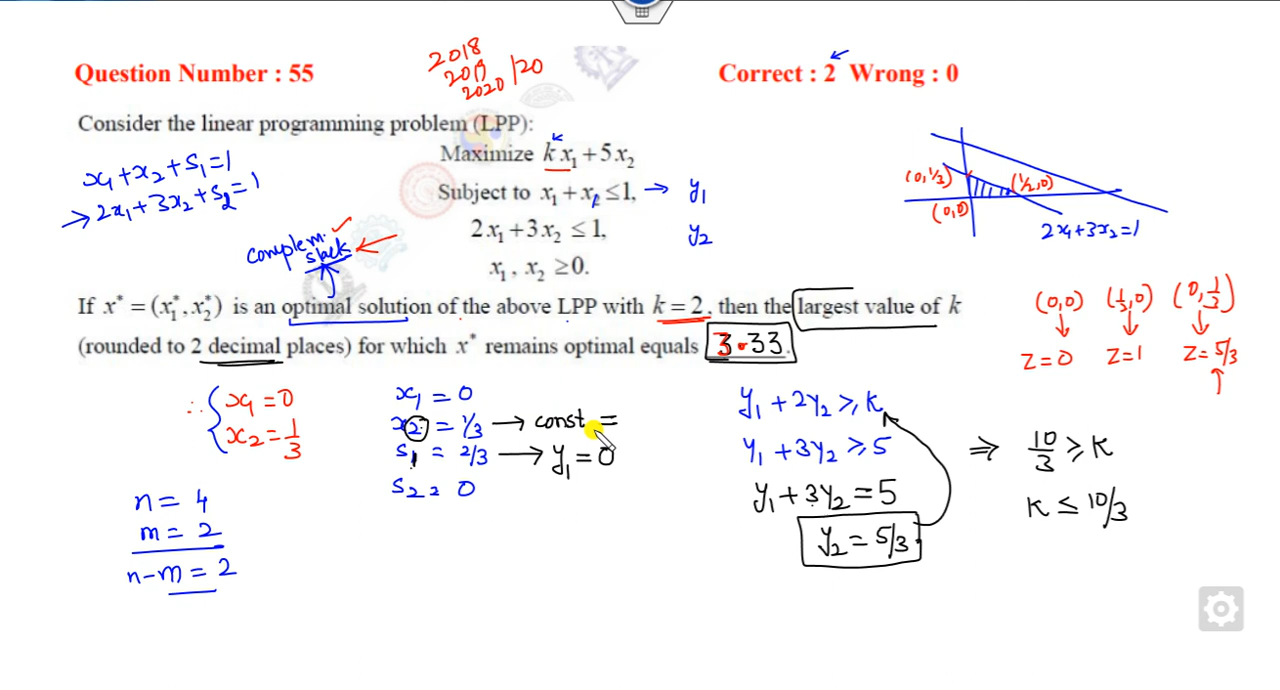 Question Number : 55
2018
2019
2020 /20
Correct : 2 Wrong : 0
Consider the linear programming problem (LPP):
Maximize k x₁ + 5x₂
Subject to x₁ + x₂ ≤ 1, → y₁
2x₁ + 3x₂ ≤ 1, y₂
x₁ , x₂ ≥ 0.
x₁ + x₂ + s₁ = 1
→ 2x₁ + 3x₂ + s₂ = 1
complem.
slack
(0, 1/3)
(1/2, 0)
(0, 0)
2x₁ + 3x₂ = 1
If x* = (x₁*, x₂*) is an optimal solution of the above LPP with k = 2, then the largest value of k
(rounded to 2 decimal places) for which x* remains optimal equals 3.33.
(0,0) (1/3,0) (0,1/3)
Z = 0 Z = 1 Z = 5/3
∴ x₁ = 0
x₂ = 1/3
n = 4
m = 2
n-m = 2
x₁ = 0
x₂ = 1/3 → const =
s₁ = 2/3 → y₁ = 0
s₂ = 0
y₁ + 2y₂ ≥ k
y₁ + 3y₂ ≥ 5
y₁ + 3y₂ = 5
y₂ = 5/3
⇒ 10/3 ≥ k
k ≤ 10/3